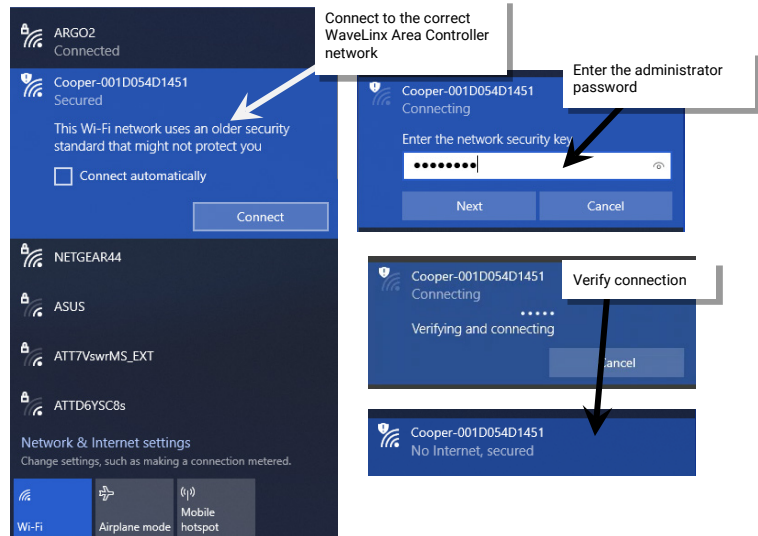 ARGO2
Connected
Cooper-001D054D1451
Secured
This Wi-Fi network uses an older security
standard that might not protect you
Connect automatically
Connect
NETGEAR44
ASUS
ATT7VswrMS_EXT
ATTD6YSC8s
Network & Internet settings
Change settings, such as making a connection metered.
Wi-Fi
Airplane mode
Mobile
hotspot
Connect to the correct
WaveLinx Area Controller
network
Cooper-001D054D1451
Connecting
Enter the network security key
Next
Cancel
Enter the administrator
password
Cooper-001D054D1451
Connecting
Verifying and connecting
Cancel
Verify connection
Cooper-001D054D1451
No Internet, secured